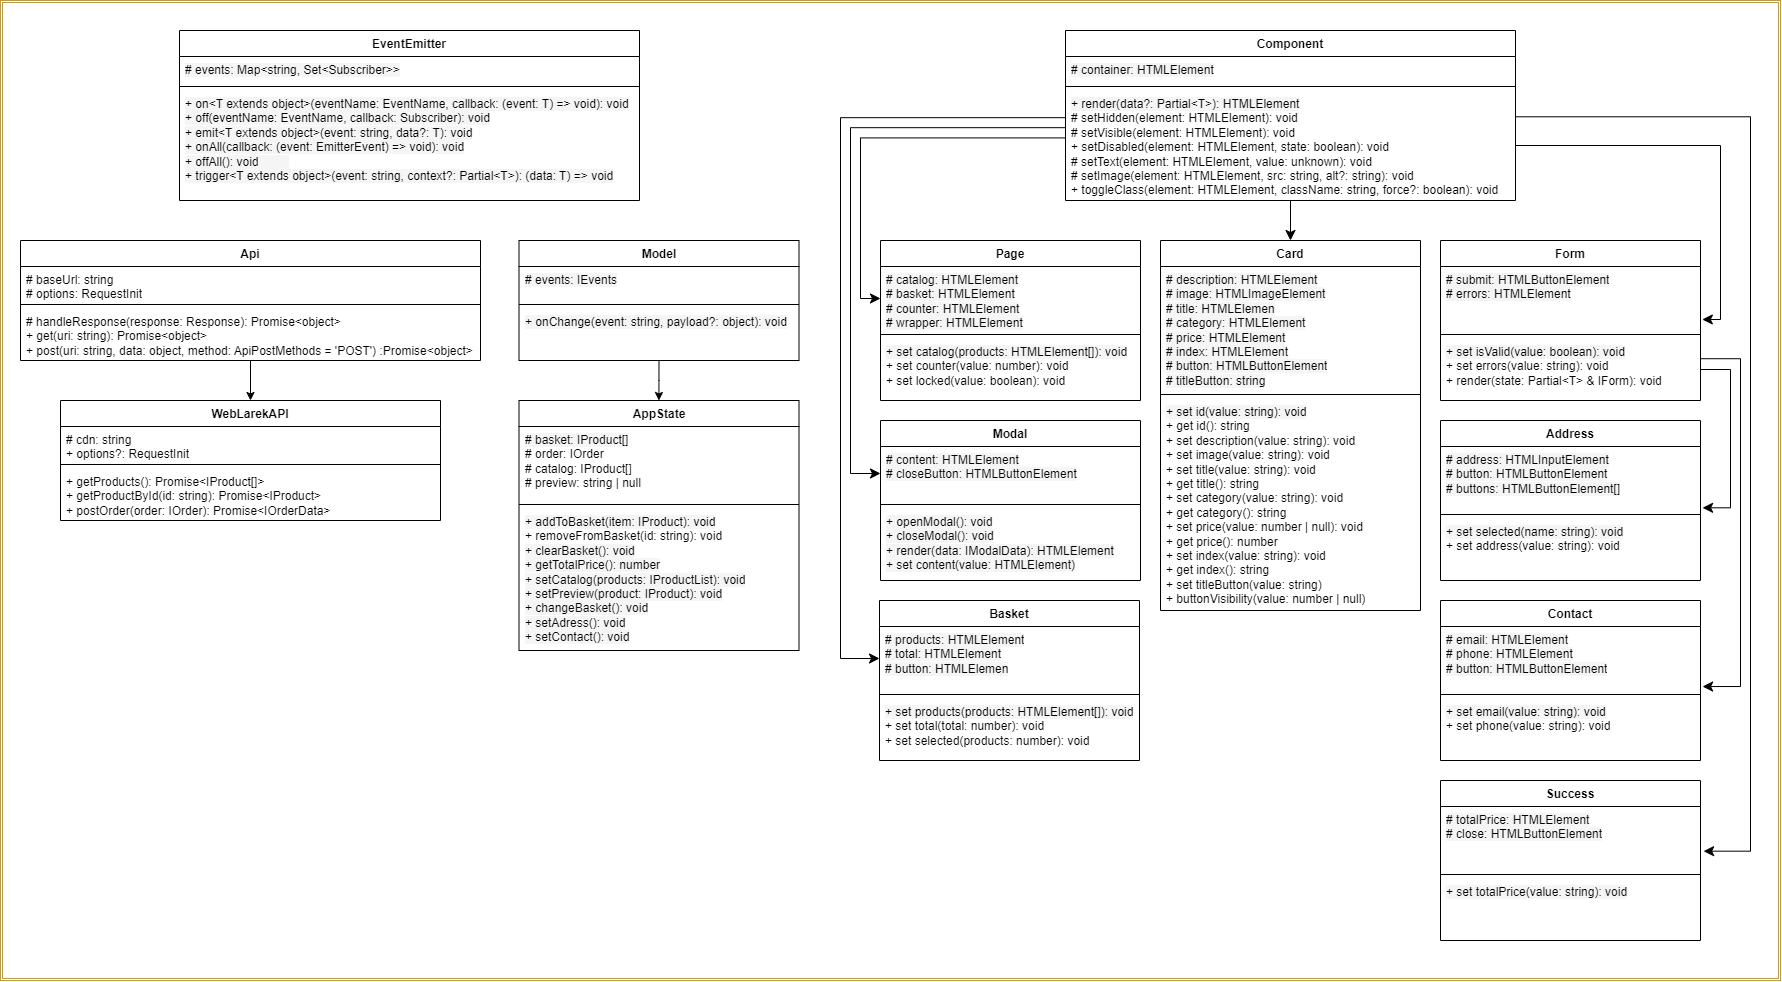 EventEmitter
# events: Map<string, Set<Subscriber>>
+ on<T extends object>(eventName: EventName, callback: (event: T) => void): void
+ off(eventName: EventName, callback: Subscriber): void
+ emit<T extends object>(event: string, data?: T): void
+ onAll(callback: (event: EmitterEvent) => void): void
+ offAll(): void
+ trigger<T extends object>(event: string, context?: Partial<T>): (data: T) => void
Component
# container: HTMLElement
+ render(data?: Partial<T>): HTMLElement
# setHidden(element: HTMLElement): void
# setVisible(element: HTMLElement): void
+ setDisabled(element: HTMLElement, state: boolean): void
# setText(element: HTMLElement, value: unknown): void
# setImage(element: HTMLElement, src: string, alt?: string): void
+ toggleClass(element: HTMLElement, className: string, force?: boolean): void
Api
# baseUrl: string
# options: RequestInit
# handleResponse(response: Response): Promise<object>
+ get(uri: string): Promise<object>
+ post(uri: string, data: object, method: ApiPostMethods = 'POST') :Promise<object>
WebLarekAPI
# cdn: string
+ options?: RequestInit
+ getProducts(): Promise<IProduct[]>
+ getProductById(id: string): Promise<IProduct>
+ postOrder(order: IOrder): Promise<IOrderData>
Model
# events: IEvents
+ onChange(event: string, payload?: object): void
AppState
# basket: IProduct[]
# order: IOrder
# catalog: IProduct[]
# preview: string | null
+ addToBasket(item: IProduct): void
+ removeFromBasket(id: string): void
+ clearBasket(): void
+ getTotalPrice(): number
+ setCatalog(products: IProductList): void
+ setPreview(product: IProduct): void
+ changeBasket(): void
+ setAdress(): void
+ setContact(): void
Page
# catalog: HTMLElement
# basket: HTMLElement
# counter: HTMLElement
# wrapper: HTMLElement
+ set catalog(products: HTMLElement[]): void
+ set counter(value: number): void
+ set locked(value: boolean): void
Modal
# content: HTMLElement
# closeButton: HTMLButtonElement
+ openModal(): void
+ closeModal(): void
+ render(data: IModalData): HTMLElement
+ set content(value: HTMLElement)
Basket
# products: HTMLElement
# total: HTMLElement
# button: HTMLElemen
+ set products(products: HTMLElement[]): void
+ set total(total: number): void
+ set selected(products: number): void
Card
# description: HTMLElement
# image: HTMLImageElement
# title: HTMLElemen
# category: HTMLElement
# price: HTMLElement
# index: HTMLElement
# button: HTMLButtonElement
# titleButton: string
+ set id(value: string): void
+ get id(): string
+ set description(value: string): void
+ set image(value: string): void
+ set title(value: string): void
+ get title(): string
+ set category(value: string): void
+ get category(): string
+ set price(value: number | null): void
+ get price(): number
+ set index(value: string): void
+ get index(): string
+ set titleButton(value: string)
+ buttonVisibility(value: number | null)
Form
# submit: HTMLButtonElement
# errors: HTMLElement
+ set isValid(value: boolean): void
+ set errors(value: string): void
+ render(state: Partial<T> & IForm): void
Address
# address: HTMLInputElement
# button: HTMLButtonElement
# buttons: HTMLButtonElement[]
+ set selected(name: string): void
+ set address(value: string): void
Contact
# email: HTMLElement
# phone: HTMLElement
# button: HTMLButtonElement
+ set email(value: string): void
+ set phone(value: string): void
Success
# totalPrice: HTMLElement
# close: HTMLButtonElement
+ set totalPrice(value: string): void